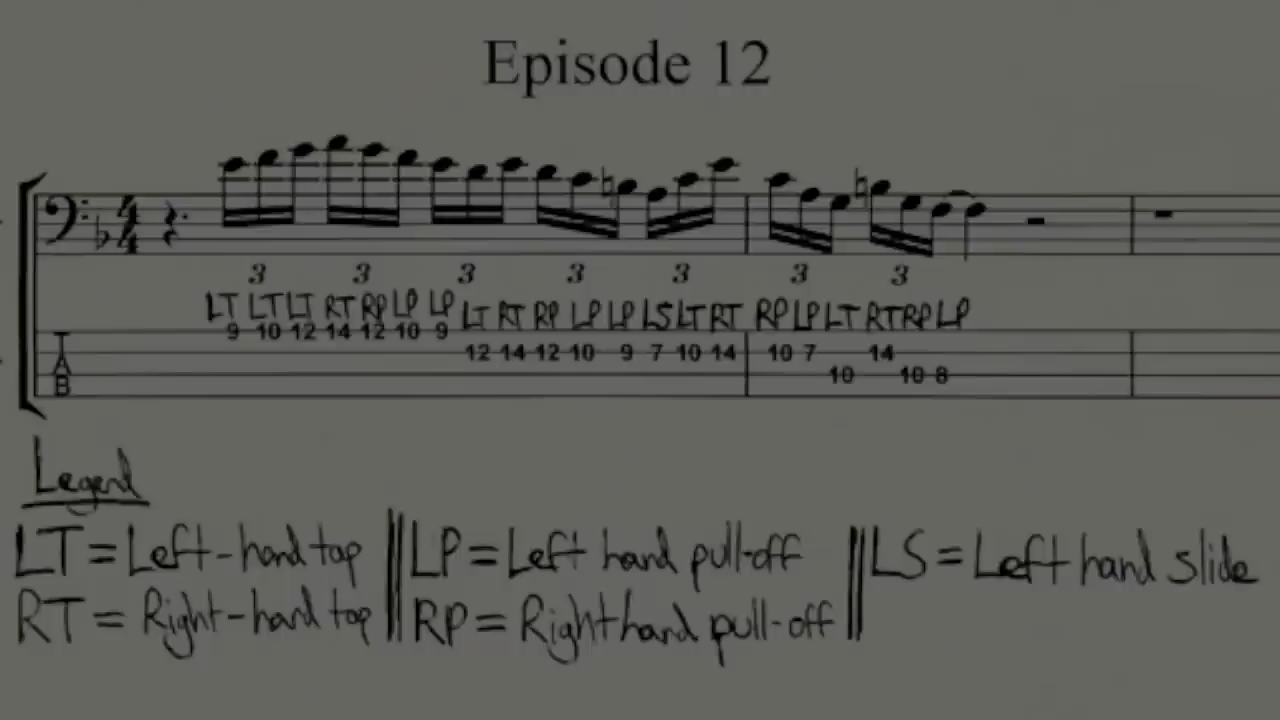 Episode 12
3 3 3 3 3 3 3
LT LT LT RT RP LP LP LT RT RP LP LP LS LT RT RP LP LT RT RP LP
9 10 12 14 12 10 9
12 14 12 10 9 7 10 14 10 7 14
10 10 8
TAB
Legend
LT = Left-hand tap || LP = Left hand pull-off || LS = Left hand slide
RT = Right-hand tap || RP = Right hand pull-off ||